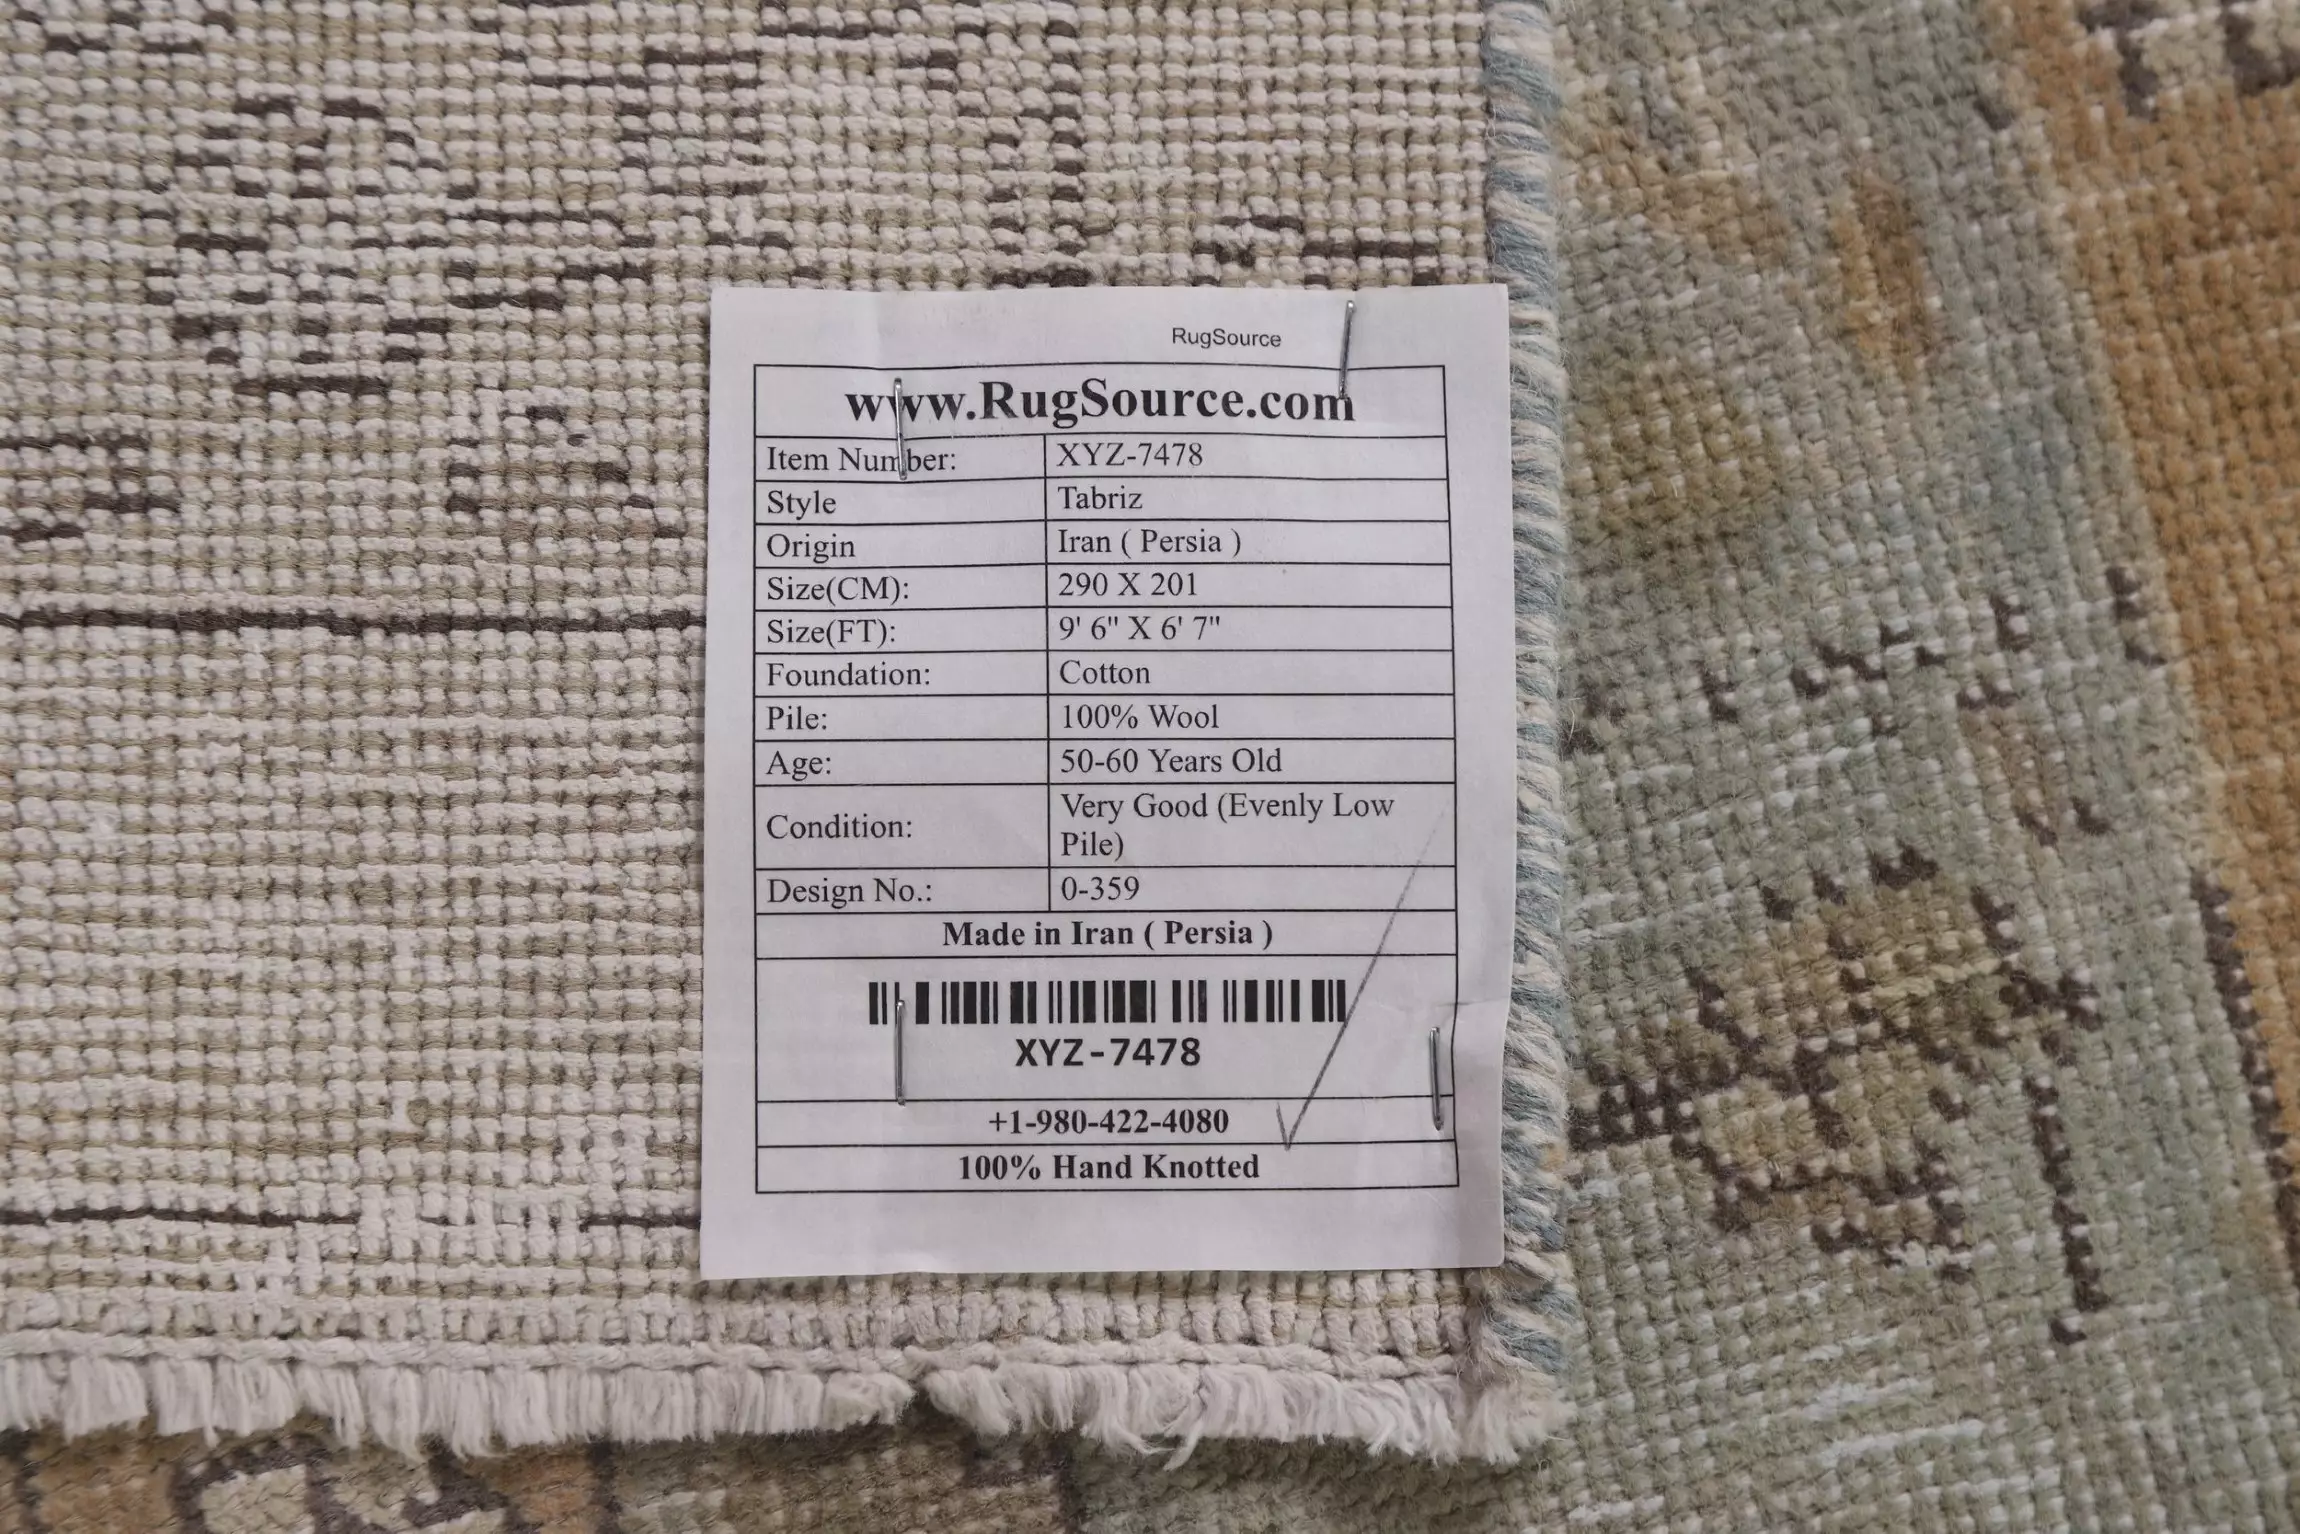 RugSource
www.RugSource.com
Item Number: XYZ-7478
Style Tabriz
Origin Iran ( Persia )
Size(CM): 290 X 201
Size(FT): 9' 6" X 6' 7"
Foundation: Cotton
Pile: 100% Wool
Age: 50-60 Years Old
Condition: Very Good (Evenly Low
Pile)
Design No.: 0-359
Made in Iran ( Persia )
XYZ-7478
+1-980-422-4080
100% Hand Knotted